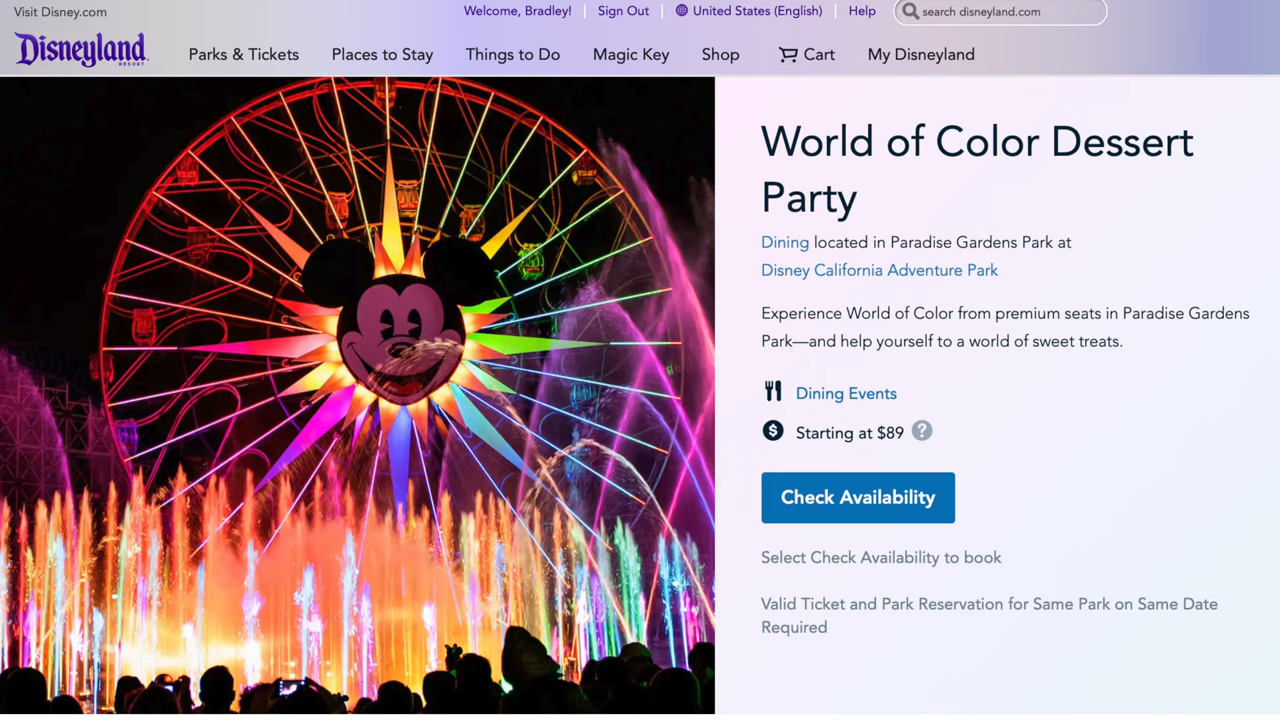 Visit Disney.com
Welcome, Bradley!
Sign Out
United States (English)
Help
search disneyland.com
Disneyland
RESORT
Parks & Tickets
Places to Stay
Things to Do
Magic Key
Shop
Cart
My Disneyland
World of Color Dessert
Party
Dining located in Paradise Gardens Park at
Disney California Adventure Park
Experience World of Color from premium seats in Paradise Gardens
Park—and help yourself to a world of sweet treats.
Dining Events
Starting at $89 ?
Check Availability
Select Check Availability to book
Valid Ticket and Park Reservation for Same Park on Same Date
Required